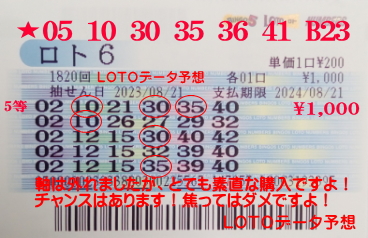 ★05 10 30 35 36 41 B23
ロト6
単価1口¥200
1820回 LOTOデータ予想 各01口 ¥1,000
抽せん日 2023/08/21 支払期限 2024/08/21
5等 02 10 21 30 35 40 ¥1,000
02 10 26 27 29 32
02 12 15 30 40 42
02 12 15 32 39 40
02 12 15 35 39 40
軸は外れましたが、とても素直な購入ですよ!
チャンスはあります!焦ってはダメですよ!
LOTOデータ予想